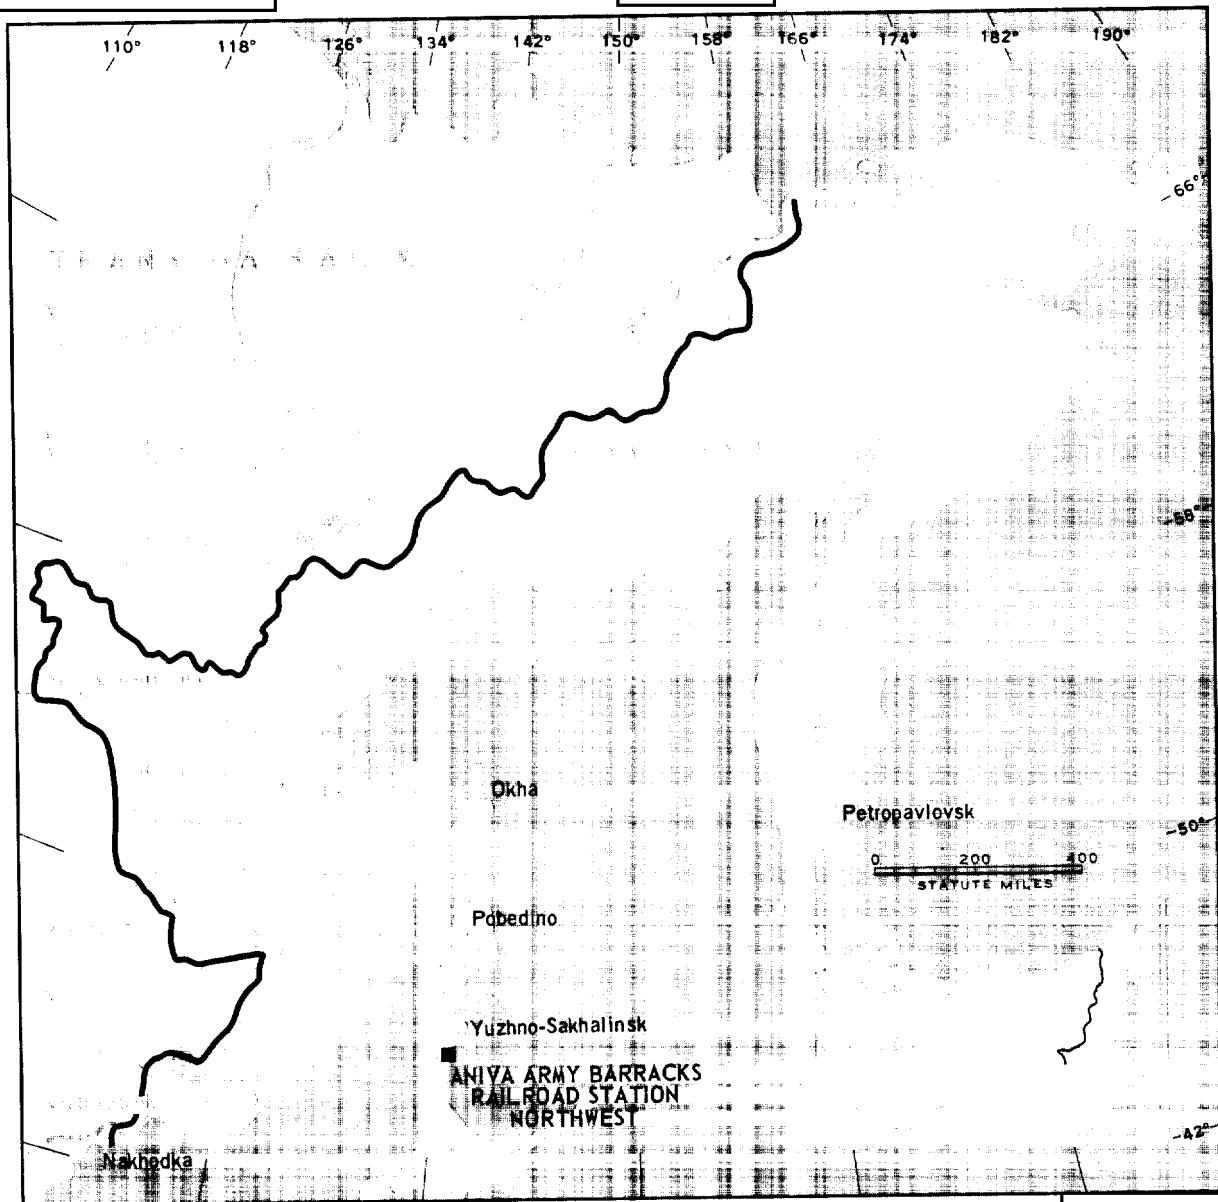 110° 118° 126° 134° 142° 150° 158° 166° 174° 182° 190°
66°
58°
Okha
Petropavlovsk
50°
0 200 400
STATUTE MILES
Pobedino
Yuzhno-Sakhalinsk
ANIVA ARMY BARRACKS
RAILROAD STATION
NORTHWEST
42°
Nakhodka